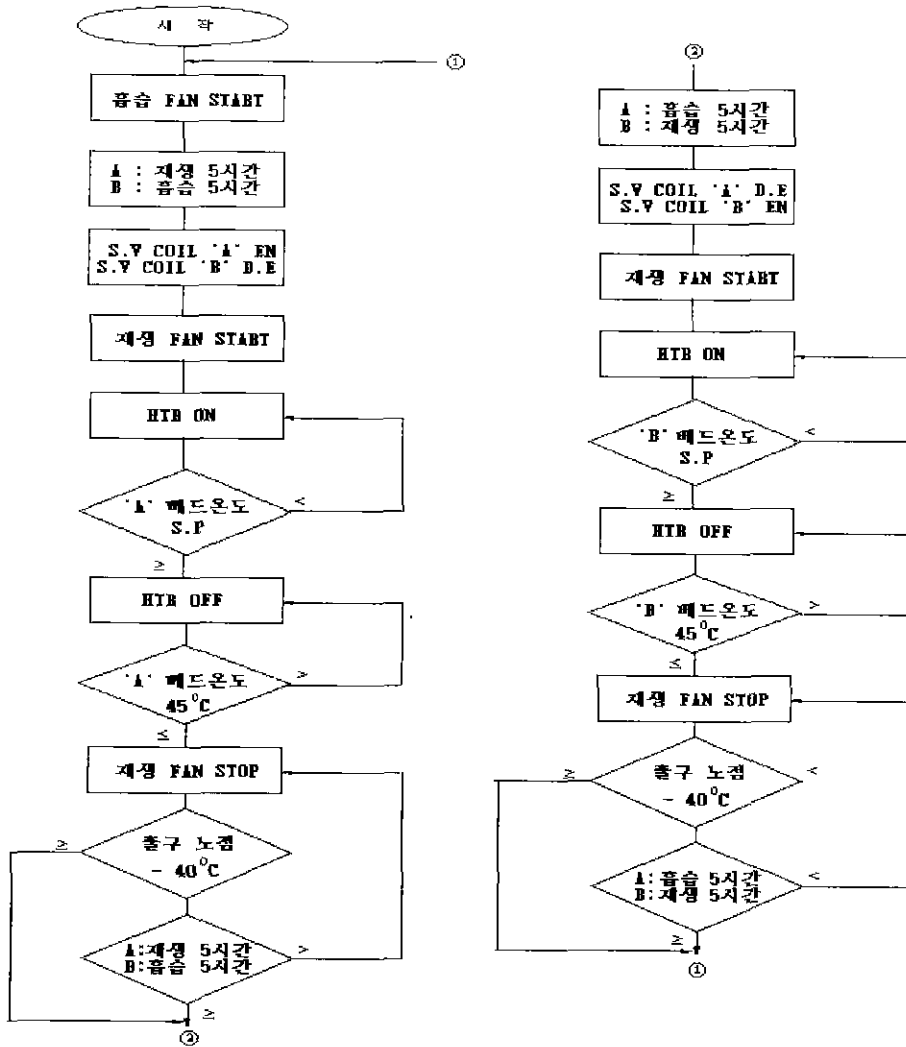 시 작
①
흡습 FAN START
A : 재생 5시간
B : 흡습 5시간
S.V COIL 'A' EN
S.V COIL 'B' D.E
재생 FAN START
HTR ON
'A' 베드온도
S.P
<
≥
HTR OFF
'A' 베드온도
45°C
>
≤
재생 FAN STOP
출구 노점
- 40°C
≥
A:재생 5시간
B:흡습 5시간
>
≥
②
②
A : 흡습 5시간
B : 재생 5시간
S.V COIL 'A' D.E
S.V COIL 'B' EN
재생 FAN START
HTR ON
'B' 베드온도
S.P
<
≥
HTR OFF
'B' 베드온도
45°C
>
≤
재생 FAN STOP
출구 노점
- 40°C
≥
<
A:흡습 5시간
B:재생 5시간
<
≥
①